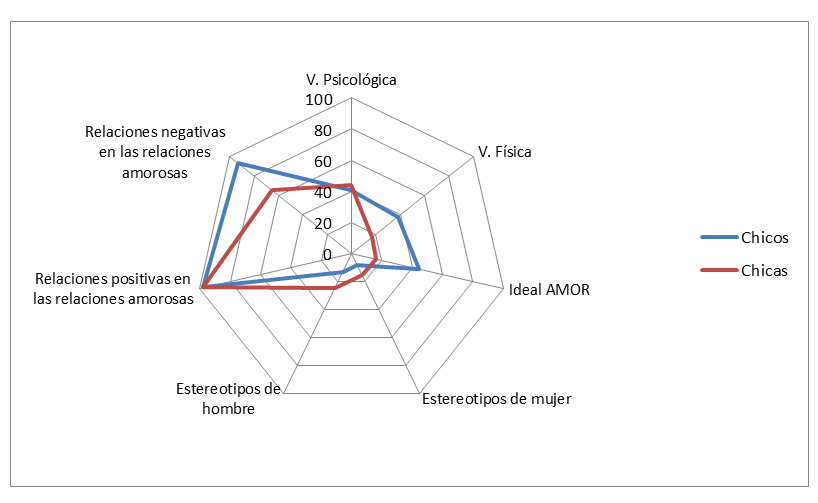 V. Psicológica
100
80
60
40
20
0
Relaciones negativas
en las relaciones
amorosas
V. Física
Relaciones positivas en
las relaciones amorosas
Ideal AMOR
Estereotipos de
hombre
Estereotipos de mujer
Chicos
Chicas